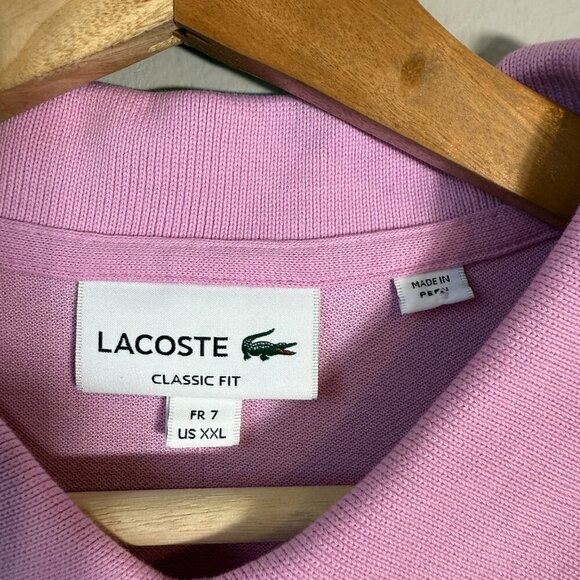 LACOSTE
CLASSIC FIT
FR 7
US XXL
MADE IN
PERU